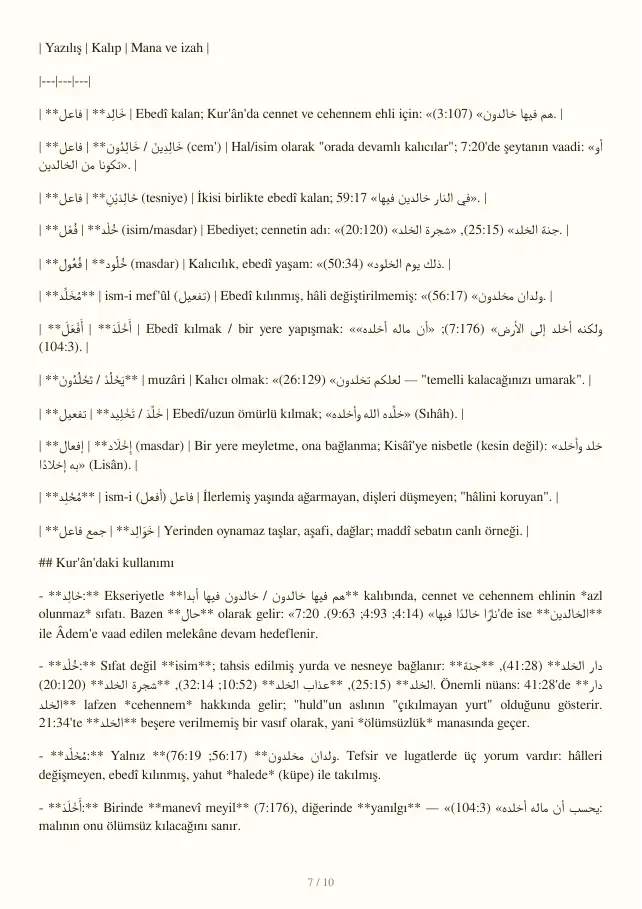 | Yazılış | Kalıp | Mana ve izah |
|---|---|---|
| **خَالِد** | فاعل** | Ebedî kalan; Kur'ân'da cennet ve cehennem ehli için: «هم فيها خالدون» (3:107). |
| **خَالِدُون / خَالِدِينْ (cem') | فاعل** | Hal/isim olarak "orada devamlı kalıcılar"; 7:20'de şeytanın vaadi: «أو
تكونا من الخالدين». |
| **خَالِدَيْنِ** | فاعل (tesniye) | İkisi birlikte ebedî kalan; 59:17 «في النار خالدين فيها». |
| **خُلْد** | فُعْل (isim/masdar) | Ebediyet; cennetin adı: «جنة الخلد» (25:15), «شجرة الخلد» (20:120). |
| **خُلُود** | فُعُول (masdar) | Kalıcılık, ebedî yaşam: «ذلك يوم الخلود» (50:34). |
| **مُخَلَّد** | ism-i mef'ûl (تفعيل) | Ebedî kılınmış, hâli değiştirilmemiş: «ولدان مخلدون» (56:17). |
| **أَخْلَدَ** | أَفْعَلَ | Ebedî kılmak / bir yere yapışmak: «ولكنه أخلد إلى الأرض» (7:176); «أن ماله أخلده»
(104:3). |
| **يَخْلُدْ / تَخْلُدُونْ** | muzâri | Kalıcı olmak: «لعلكم تخلدون» (26:129) — "temelli kalacağınızı umarak". |
| **خَلَّدَ / تَخْلِيد** | تفعيل | Ebedî/uzun ömürlü kılmak; «خلّده الله وأخلده» (Sıhâh). |
| **إِخْلَاد** | إفعال (masdar) | Bir yere meyletme, ona bağlanma; Kisâî'ye nisbetle (kesin değil): «خلد وأخلد
به إخلادًا» (Lisân). |
| **مُخْلِد** | ism-i فاعل (أفعل) | İlerlemiş yaşında ağarmayan, dişleri düşmeyen; "hâlini koruyan". |
| **خَوَالِد** | جمع فاعل | Yerinden oynamaz taşlar, aşafi, dağlar; maddî sebatın canlı örneği. |
## Kur'ân'daki kullanımı
- **خالِد:** Ekseriyetle **هم فيها خالدون / خالدون فيها أبدا** kalıbında, cennet ve cehennem ehlinin *azl
olunmaz* sıfatı. Bazen **حال** olarak gelir: «نارًا خالدًا فيها» (4:14; 4:93; 9:63). 7:20'de ise **الخالدين**
ile Âdem'e vaad edilen melekâne devam hedeflenir.
- **خُلْد:** Sıfat değil **isim**; tahsis edilmiş yurda ve nesneye bağlanır: **دار الخلد** (41:28), **جنة
الخلد** (25:15), **عذاب الخلد** (10:52; 32:14), **شجرة الخلد** (20:120). Önemli nüans: 41:28'de **دار
الخلد** lafzen *cehennem* hakkında gelir; "huld"un aslının "çıkılmayan yurt" olduğunu gösterir.
21:34'te **الخلد** beşere verilmemiş bir vasıf olarak, yani *ölümsüzlük* manasında geçer.
- **مُخَلَّد:** Yalnız **ولدان مخلدون** (56:17; 76:19). Tefsir ve lugatlerde üç yorum vardır: hâlleri
değişmeyen, ebedî kılınmış, yahut *halede* (küpe) ile takılmış.
- **أَخْلَدَ:** Birinde **manevî meyil** (7:176), diğerinde **yanılgı** — «يحسب أن ماله أخلده» (104:3):
malının onu ölümsüz kılacağını sanır.
7 / 10